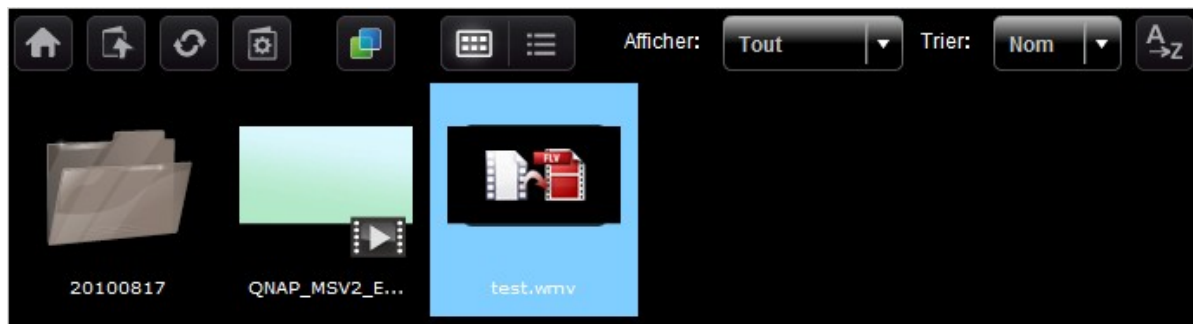 Afficher: Tout Trier: Nom A→Z
FLV
20100817 QNAP_MSV2_E... test.wmv